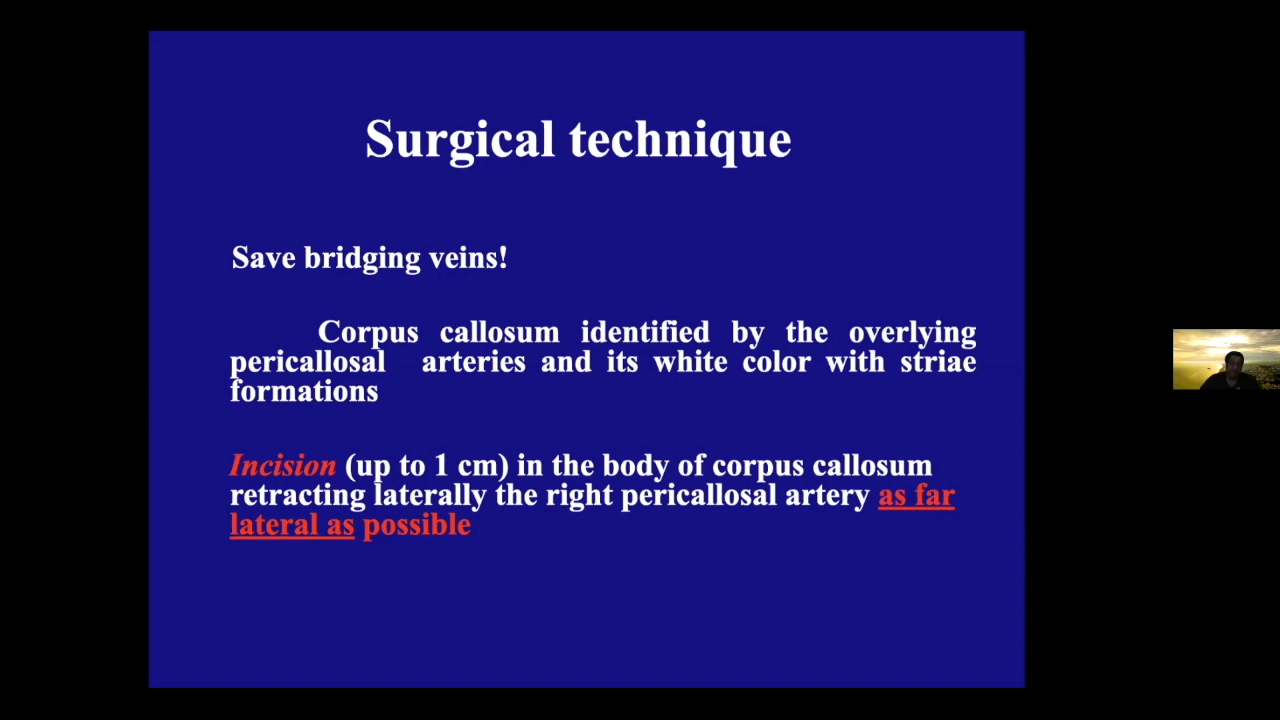 Surgical technique
Save bridging veins!
Corpus callosum identified by the overlying
pericallosal arteries and its white color with striae
formations
Incision (up to 1 cm) in the body of corpus callosum
retracting laterally the right pericallosal artery as far
lateral as possible